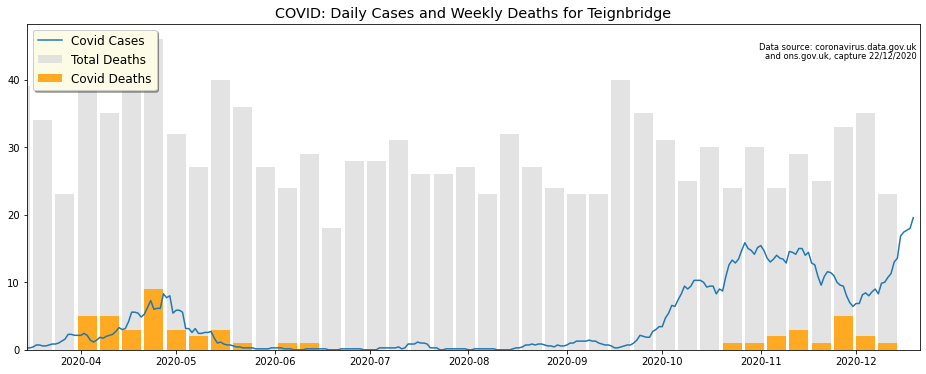 COVID: Daily Cases and Weekly Deaths for Teignbridge
Covid Cases
Total Deaths
Covid Deaths
Data source: coronavirus.data.gov.uk
and ons.gov.uk, capture 22/12/2020
40
30
20
10
0
2020-04
2020-05
2020-06
2020-07
2020-08
2020-09
2020-10
2020-11
2020-12